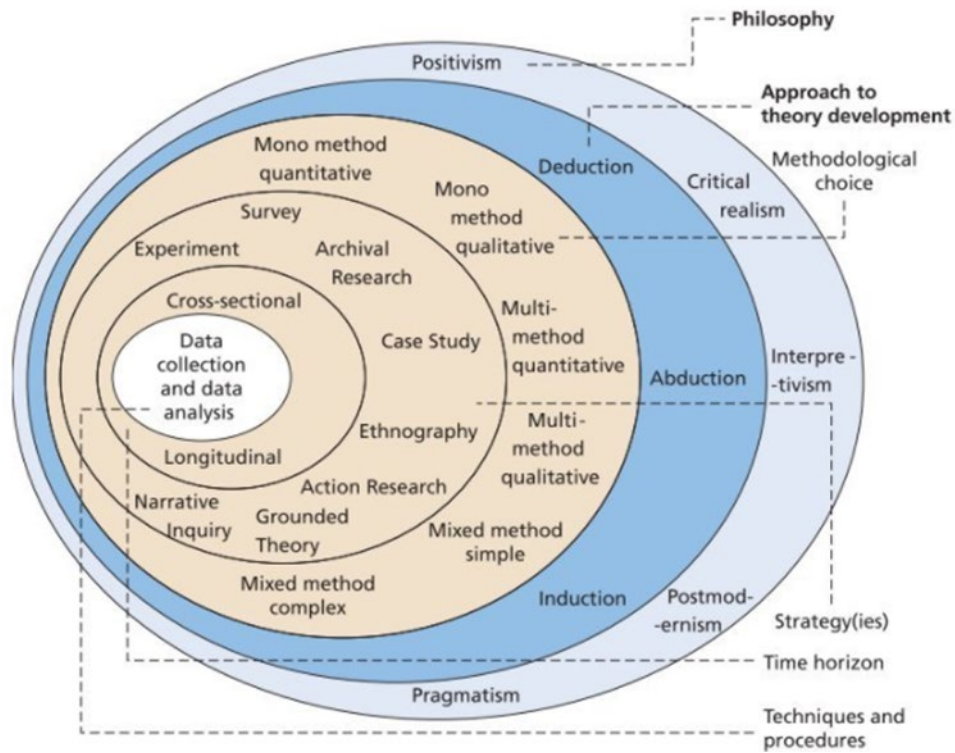 Philosophy
Positivism
Approach to
theory development
Mono method
quantitative
Deduction
Methodological
choice
Mono
method
qualitative
Critical
realism
Survey
Experiment
Archival
Research
Cross-sectional
Multi-
method
quantitative
Data
collection
and data
analysis
Case Study
Abduction
Interpre -
-tivism
Ethnography
Multi-
method
qualitative
Longitudinal
Action Research
Narrative
Inquiry
Grounded
Theory
Mixed method
simple
Mixed method
complex
Induction
Postmod-
-ernism
Strategy(ies)
Time horizon
Pragmatism
Techniques and
procedures